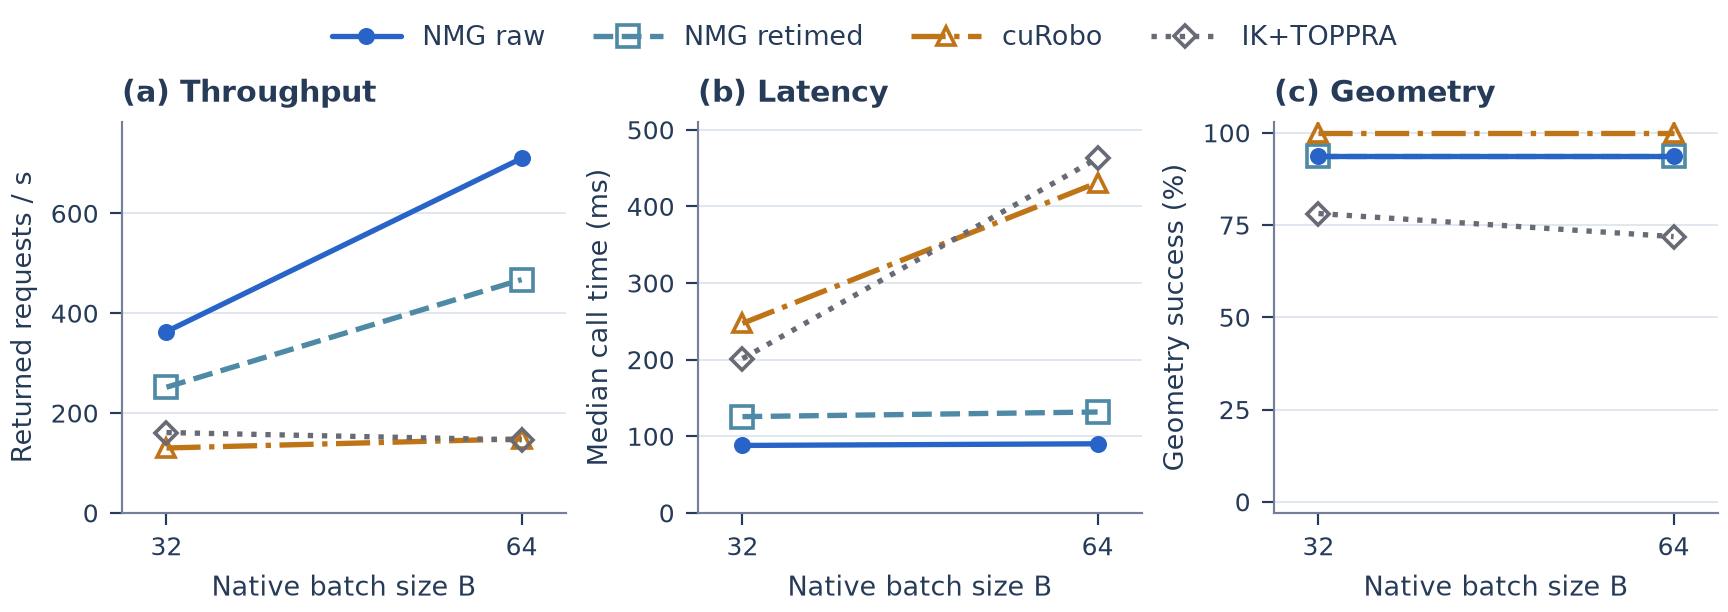 NMG raw
NMG retimed
cuRobo
IK+TOPPRA
(a) Throughput
Returned requests / s
600
400
200
0
32
64
Native batch size B
(b) Latency
Median call time (ms)
500
400
300
200
100
0
32
64
Native batch size B
(c) Geometry
Geometry success (%)
100
75
50
25
0
32
64
Native batch size B